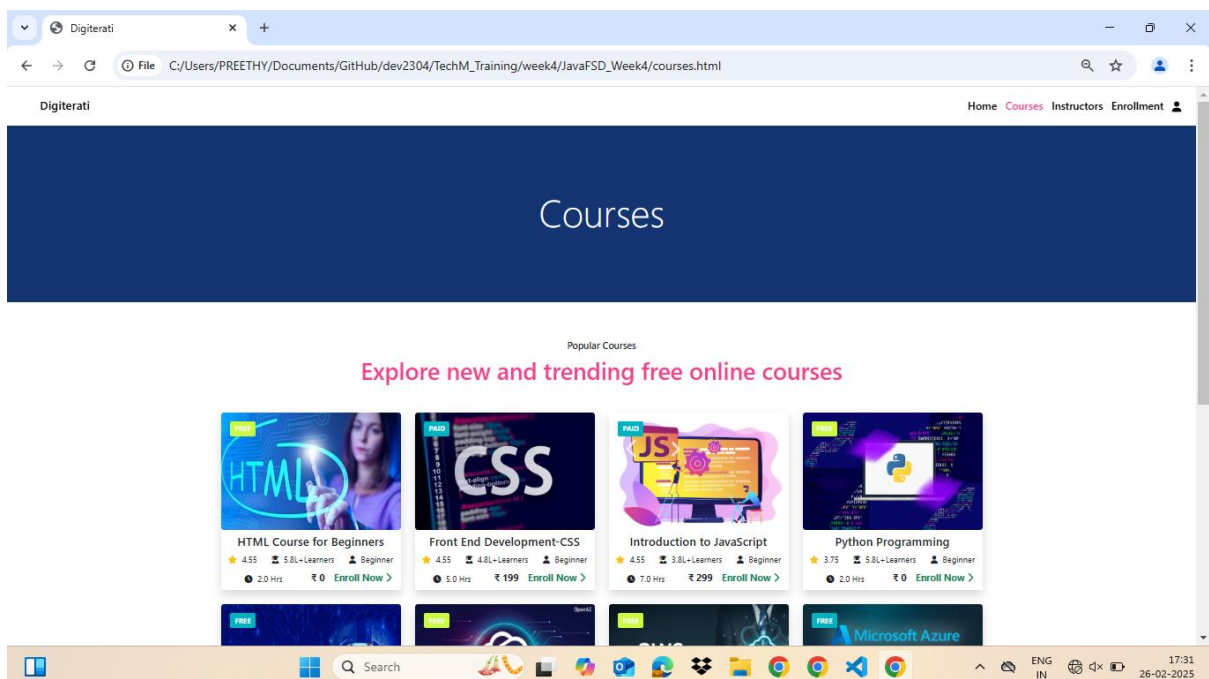 Digiterati
File C:/Users/PREETHY/Documents/GitHub/dev2304/TechM_Training/week4/JavaFSD_Week4/courses.html
Digiterati Home Courses Instructors Enrollment
Courses
Popular Courses
Explore new and trending free online courses
FREE PAID PAID FREE
HTML CSS JS
HTML Course for Beginners Front End Development-CSS Introduction to JavaScript Python Programming
4.55 5.8L+Learners Beginner 4.55 4.8L+Learners Beginner 4.55 3.8L+Learners Beginner 3.75 5.8L+Learners Beginner
2.0 Hrs ₹ 0 Enroll Now > 5.0 Hrs ₹ 199 Enroll Now > 7.0 Hrs ₹ 299 Enroll Now > 2.0 Hrs ₹ 0 Enroll Now >
FREE FREE OpenAI FREE FREE
Microsoft Azure
Search ENG 17:31
IN 26-02-2025